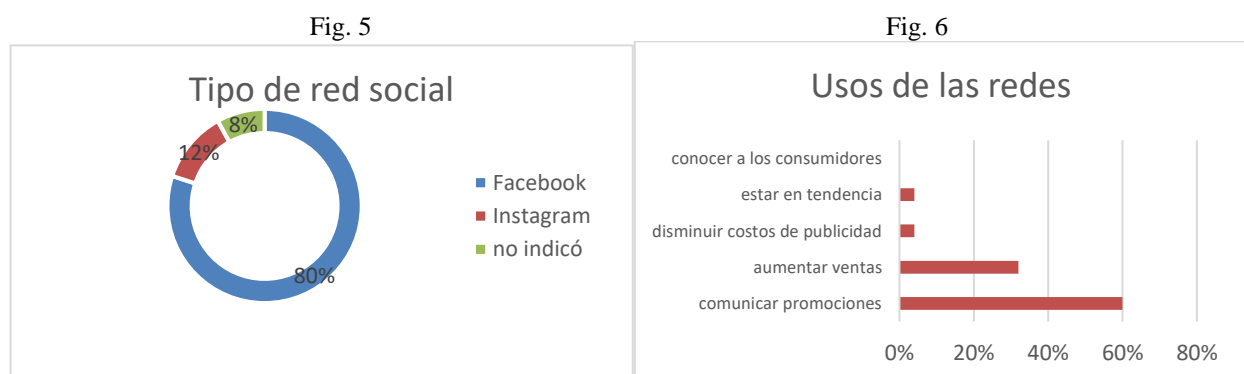 Fig. 5
Tipo de red social
8%
12%
80%
Facebook
Instagram
no indicó
Fig. 6
Usos de las redes
conocer a los consumidores
estar en tendencia
disminuir costos de publicidad
aumentar ventas
comunicar promociones
0% 20% 40% 60% 80%